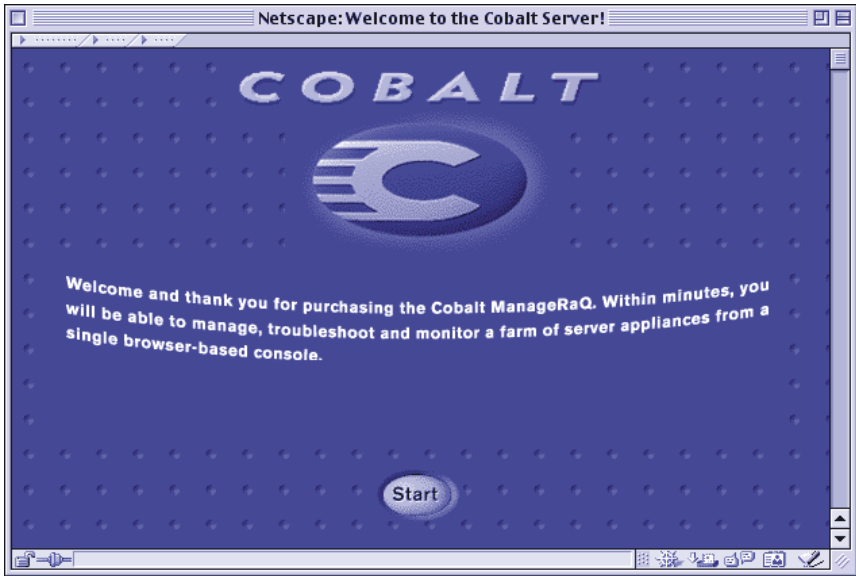 Netscape: Welcome to the Cobalt Server!
COBALT
C
Welcome and thank you for purchasing the Cobalt ManageRaQ. Within minutes, you
will be able to manage, troubleshoot and monitor a farm of server appliances from a
single browser-based console.
Start